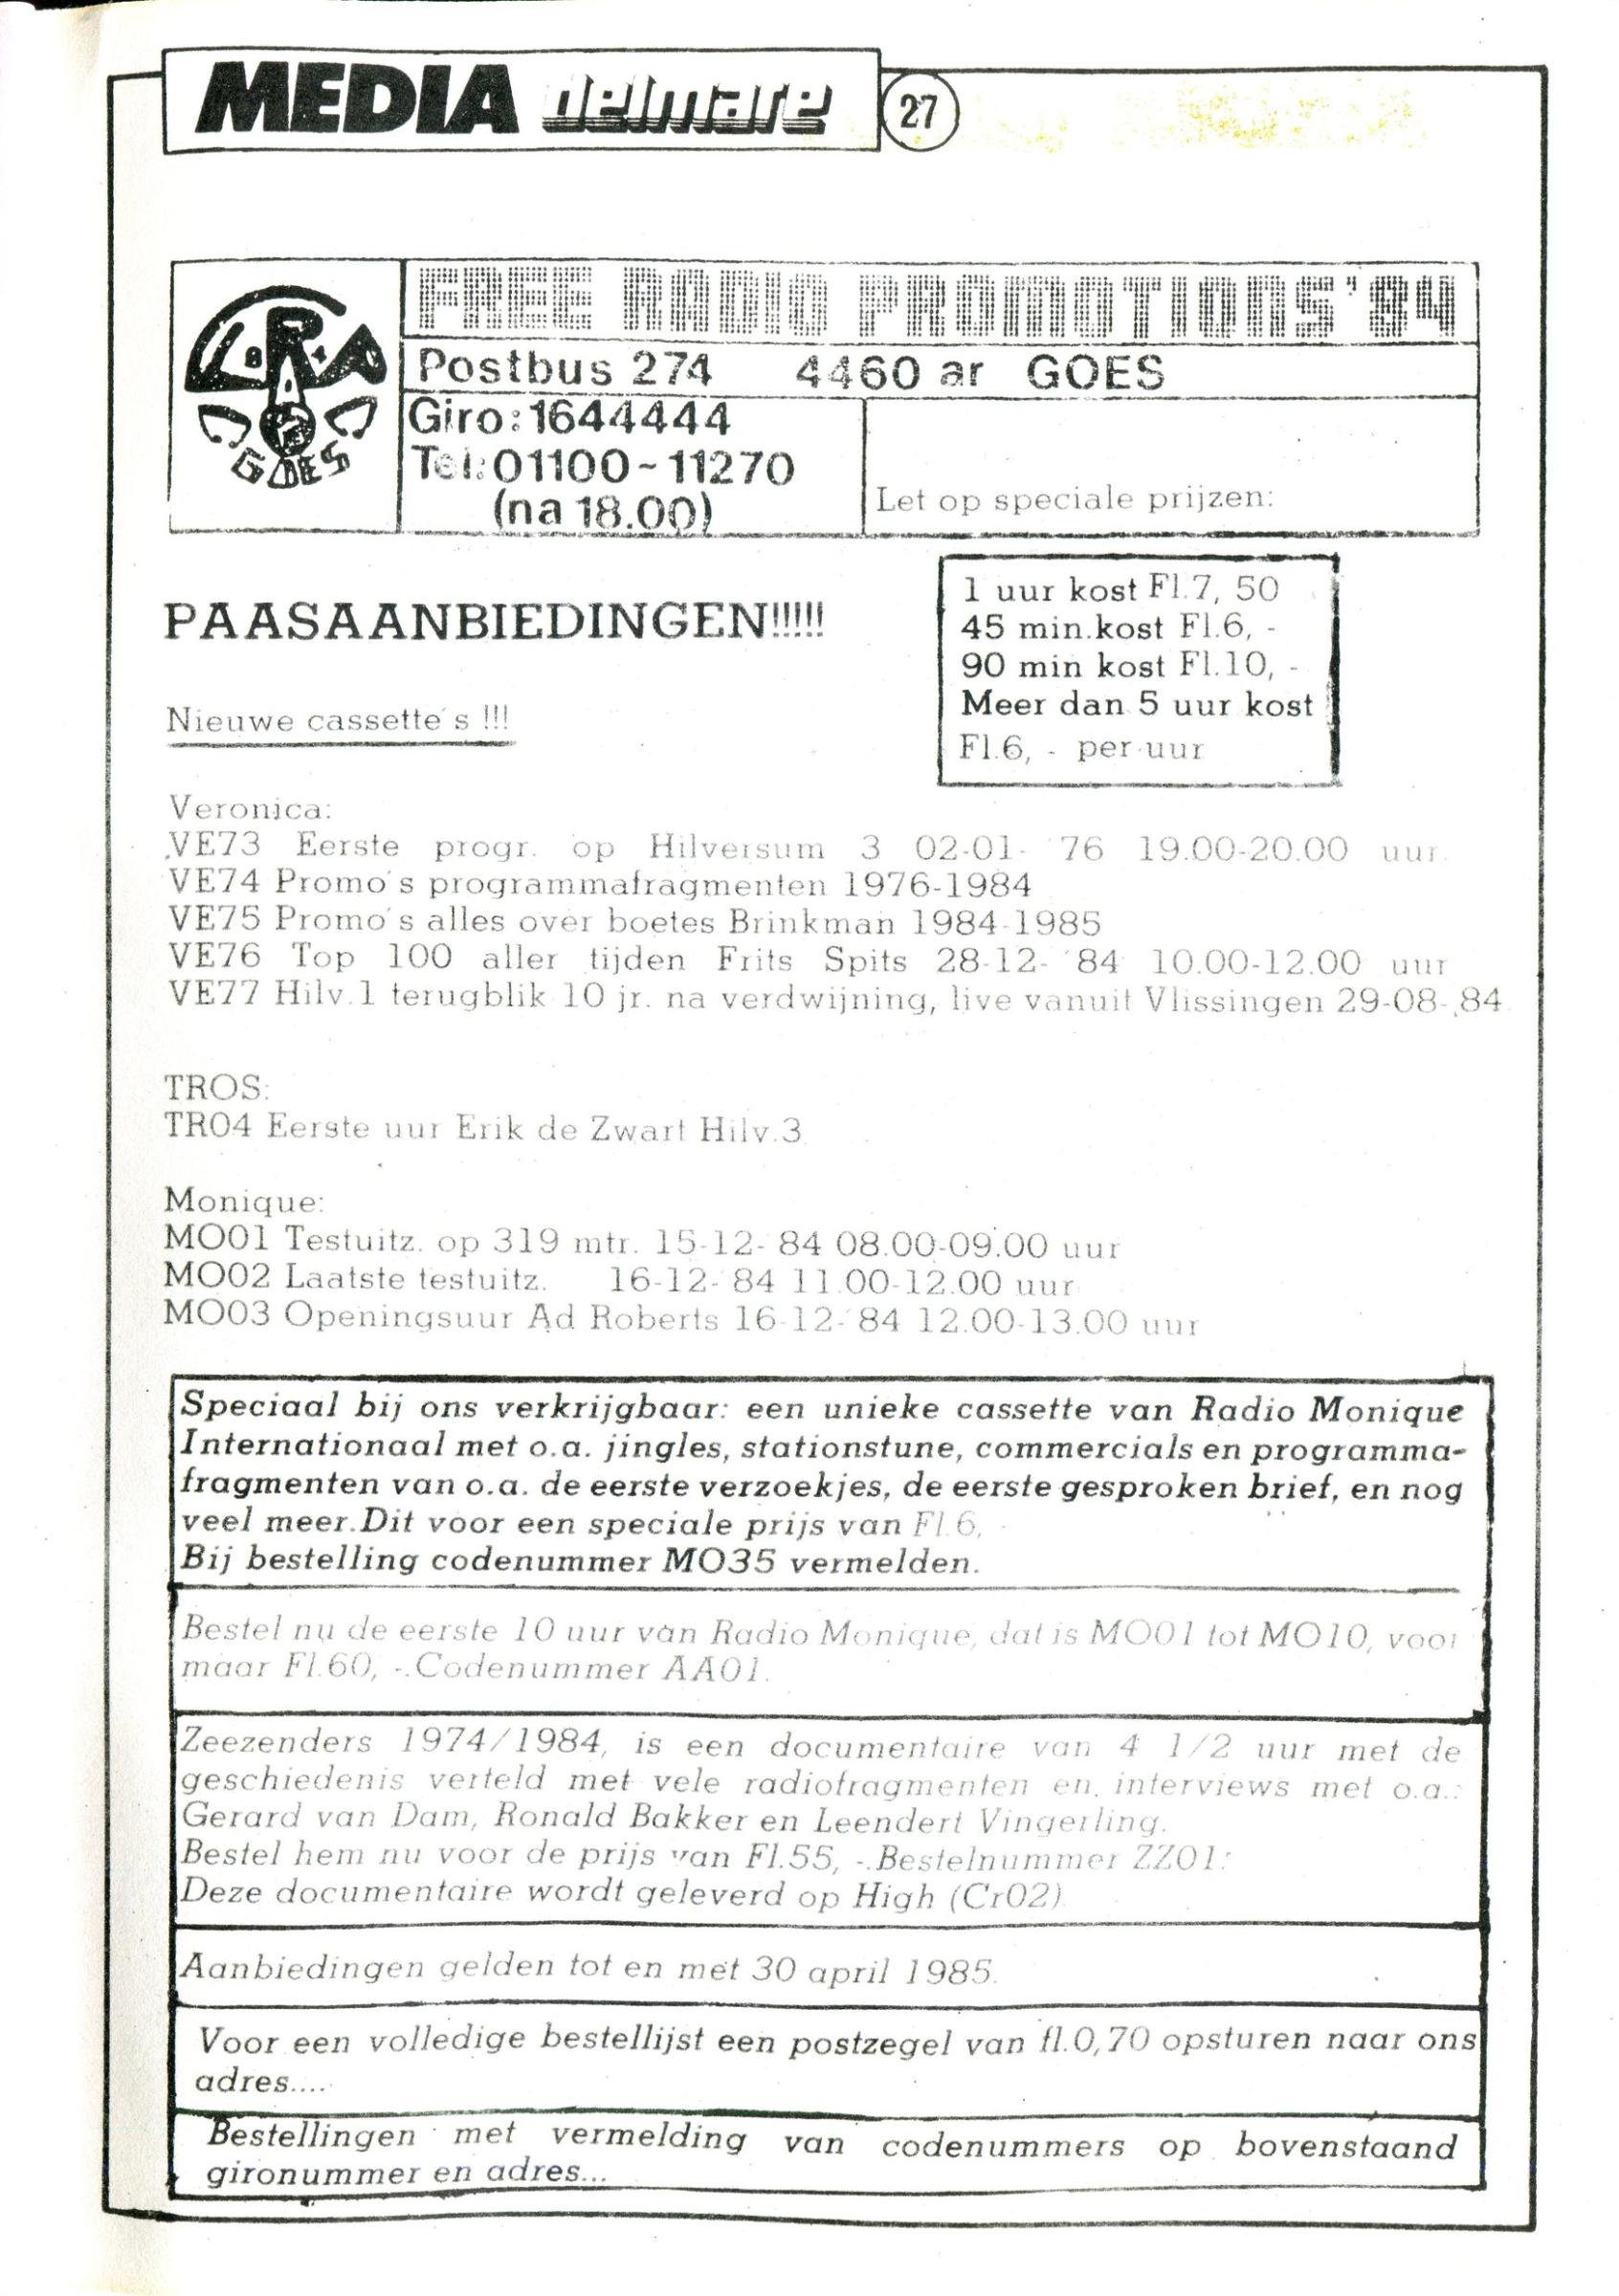 MEDIA delmare 27
FREE RADIO PROMOTIONS'84
Postbus 274 4460 ar GOES
Giro: 1644444
Tel: 01100-11270
(na 18.00)
Let op speciale prijzen:
FRP
84
GOES
1 uur kost Fl.7, 50
45 min.kost Fl.6, -
90 min kost Fl.10, -
Meer dan 5 uur kost
Fl.6, - per uur
PAASAANBIEDINGEN!!!!!
Nieuwe cassette's !!!
Veronica:
VE73 Eerste progr. op Hilversum 3 02-01- '76 19.00-20.00 uur.
VE74 Promo's programmafragmenten 1976-1984
VE75 Promo's alles over boetes Brinkman 1984-1985
VE76 Top 100 aller tijden Frits Spits 28-12- '84 10.00-12.00 uur
VE77 Hilv.1 terugblik 10 jr. na verdwijning, live vanuit Vlissingen 29-08-'84
TROS:
TR04 Eerste uur Erik de Zwart Hilv.3
Monique:
MO01 Testuitz. op 319 mtr. 15-12- 84 08.00-09.00 uur
MO02 Laatste testuitz. 16-12-'84 11.00-12.00 uur
MO03 Openingsuur Ad Roberts 16-12-'84 12.00-13.00 uur
Speciaal bij ons verkrijgbaar: een unieke cassette van Radio Monique
Internationaal met o.a. jingles, stationstune, commercials en programma-
fragmenten van o.a. de eerste verzoekjes, de eerste gesproken brief, en nog
veel meer.Dit voor een speciale prijs van Fl.6, -
Bij bestelling codenummer MO35 vermelden.
Bestel nu de eerste 10 uur van Radio Monique, dat is MO01 tot MO10, voor
maar Fl.60, -.Codenummer AA01.
Zeezenders 1974/1984, is een documentaire van 4 1/2 uur met de
geschiedenis verteld met vele radiofragmenten en interviews met o.a.:
Gerard van Dam, Ronald Bakker en Leendert Vingerling.
Bestel hem nu voor de prijs van Fl.55, -.Bestelnummer ZZ01.
Deze documentaire wordt geleverd op High (CrO2)
Aanbiedingen gelden tot en met 30 april 1985.
Voor een volledige bestellijst een postzegel van fl.0,70 opsturen naar ons
adres....
Bestellingen met vermelding van codenummers op bovenstaand
gironummer en adres...